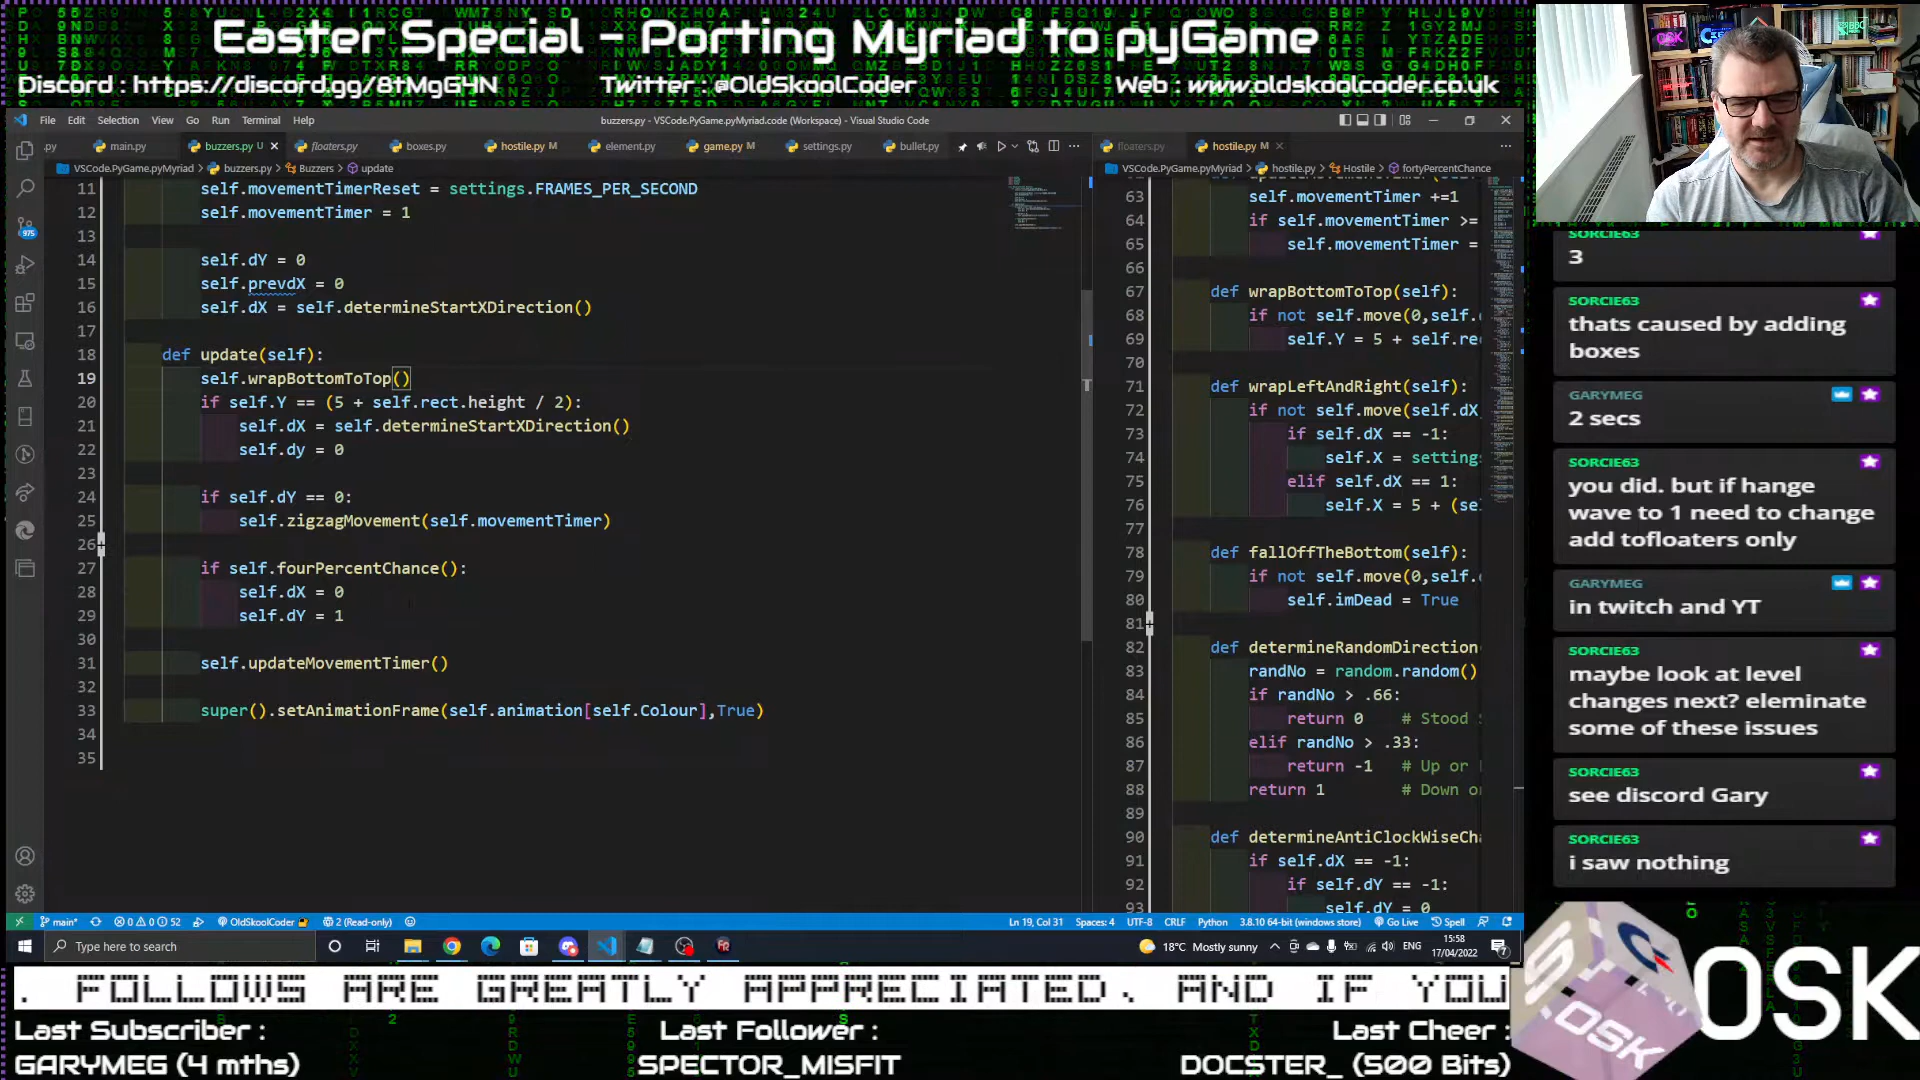 Easter Special - Porting Myriad to pyGame
Discord : https://discord.gg/8tMgG4N
Twitter : @OldSkoolCoder
Web : www.oldskoolcoder.co.uk
File Edit Selection View Go Run Terminal Help
buzzers.py - VSCode.PyGame.pyMyriad.code (Workspace) - Visual Studio Code
.py
main.py
buzzers.py U
floaters.py
boxes.py
hostile.py M
element.py
game.py M
settings.py
bullet.py
floaters.py
hostile.py M
VSCode.PyGame.pyMyriad > buzzers.py > Buzzers > update
VSCode.PyGame.pyMyriad > hostile.py > Hostile > fortyPercentChance
11 self.movementTimerReset = settings.FRAMES_PER_SECOND
12 self.movementTimer = 1
13
14 self.dY = 0
15 self.prevdX = 0
16 self.dX = self.determineStartXDirection()
17
18 def update(self):
19 self.wrapBottomToTop()
20 if self.Y == (5 + self.rect.height / 2):
21 self.dX = self.determineStartXDirection()
22 self.dy = 0
23
24 if self.dY == 0:
25 self.zigzagMovement(self.movementTimer)
26
27 if self.fourPercentChance():
28 self.dX = 0
29 self.dY = 1
30
31 self.updateMovementTimer()
32
33 super().setAnimationFrame(self.animation[self.Colour],True)
34
35
63 self.movementTimer +=1
64 if self.movementTimer >=
65 self.movementTimer =
66
67 def wrapBottomToTop(self):
68 if not self.move(0,self.
69 self.Y = 5 + self.re
70
71 def wrapLeftAndRight(self):
72 if not self.move(self.dX
73 if self.dX == -1:
74 self.X = setting
75 elif self.dX == 1:
76 self.X = 5 + (se
77
78 def fallOffTheBottom(self):
79 if not self.move(0,self.
80 self.imDead = True
81
82 def determineRandomDirection
83 randNo = random.random()
84 if randNo > .66:
85 return 0 # Stood
86 elif randNo > .33:
87 return -1 # Up or
88 return 1 # Down o
89
90 def determineAntiClockWiseCh
91 if self.dX == -1:
92 if self.dY == -1:
93 self.dY = 0
975
main* 0 0 52 OldSkoolCoder 2 (Read-only)
Ln 19, Col 31 Spaces: 4 UTF-8 CRLF Python 3.8.10 64-bit (windows store) Go Live Spell
Type here to search
18°C Mostly sunny
ENG
15:58
17/04/2022
SORCIE63
3
SORCIE63
thats caused by adding
boxes
GARYMEG
2 secs
SORCIE63
you did. but if hange
wave to 1 need to change
add tofloaters only
GARYMEG
in twitch and YT
SORCIE63
maybe look at level
changes next? eleminate
some of these issues
SORCIE63
see discord Gary
SORCIE63
i saw nothing
. FOLLOWS ARE GREATLY APPRECIATED. AND IF YOU
OSK
OSK
Last Subscriber :
GARYMEG (4 mths)
Last Follower :
SPECTOR_MISFIT
Last Cheer :
DOCSTER_ (500 Bits)